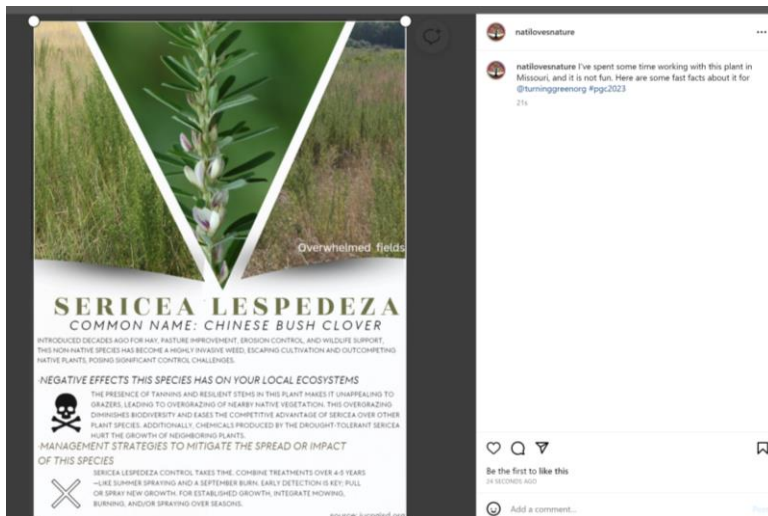 natilovesnature
natilovesnature I've spent some time working with this plant in
Missouri, and it is not fun. Here are some fast facts about it for
@turninggreenorg #pgc2023
21s
Overwhelmed fields
SERICEA LESPEDEZA
COMMON NAME: CHINESE BUSH CLOVER
INTRODUCED DECADES AGO FOR HAY, PASTURE IMPROVEMENT, EROSION CONTROL, AND WILDLIFE SUPPORT,
THIS NON-NATIVE SPECIES HAS BECOME A HIGHLY INVASIVE WEED, ESCAPING CULTIVATION AND OUTCOMPETING
NATIVE PLANTS, POSING SIGNIFICANT CONTROL CHALLENGES.
-NEGATIVE EFFECTS THIS SPECIES HAS ON YOUR LOCAL ECOSYSTEMS
THE PRESENCE OF TANNINS AND RESILIENT STEMS IN THIS PLANT MAKES IT UNAPPEALING TO
GRAZERS, LEADING TO OVERGRAZING OF NEARBY NATIVE VEGETATION. THIS OVERGRAZING
DIMINISHES BIODIVERSITY AND EASES THE COMPETITIVE ADVANTAGE OF SERICEA OVER OTHER
PLANT SPECIES. ADDITIONALLY, CHEMICALS PRODUCED BY THE DROUGHT-TOLERANT SERICEA
HURT THE GROWTH OF NEIGHBORING PLANTS.
-MANAGEMENT STRATEGIES TO MITIGATE THE SPREAD OR IMPACT
OF THIS SPECIES
SERICEA LESPEDEZA CONTROL TAKES TIME. COMBINE TREATMENTS OVER 4-5 YEARS
—LIKE SUMMER SPRAYING AND A SEPTEMBER BURN. EARLY DETECTION IS KEY; PULL
OR SPRAY NEW GROWTH. FOR ESTABLISHED GROWTH, INTEGRATE MOWING,
BURNING, AND/OR SPRAYING OVER SEASONS.
Be the first to like this
24 SECONDS AGO
Add a comment...